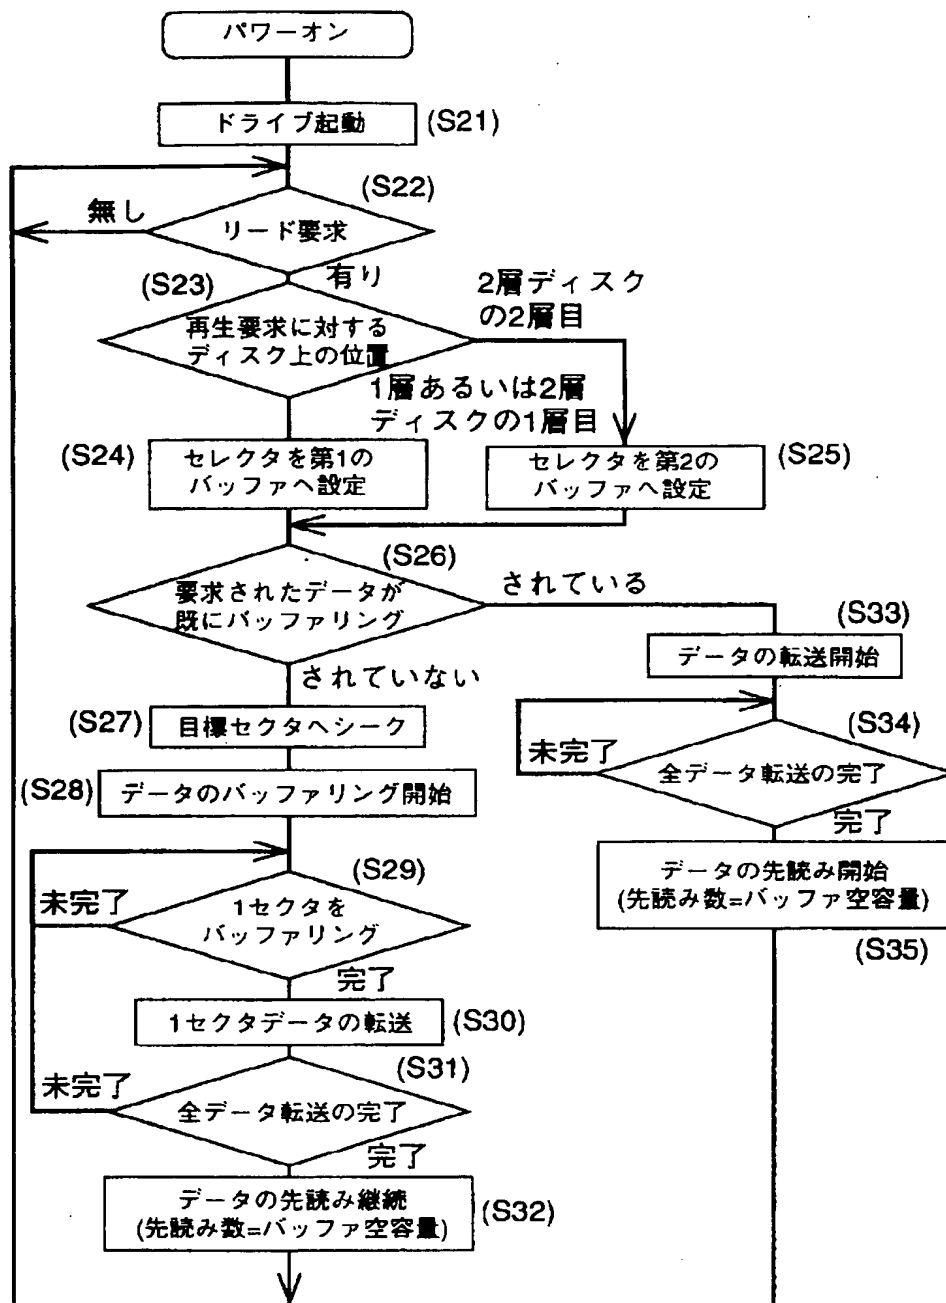 パワーオン
ドライブ起動
(S21)
(S22)
無し
リード要求
有り
(S23)
再生要求に対する
ディスク上の位置
2層ディスク
の2層目
1層あるいは2層
ディスクの1層目
(S24)
セレクタを第1の
バッファへ設定
セレクタを第2の
バッファへ設定
(S25)
(S26)
要求されたデータが
既にバッファリング
されている
されていない
(S33)
データの転送開始
(S27)
目標セクタへシーク
(S34)
未完了
全データ転送の完了
完了
(S28)
データのバッファリング開始
データの先読み開始
(先読み数=バッファ空容量)
(S35)
(S29)
未完了
1セクタを
バッファリング
完了
1セクタデータの転送
(S30)
(S31)
未完了
全データ転送の完了
完了
データの先読み継続
(先読み数=バッファ空容量)
(S32)